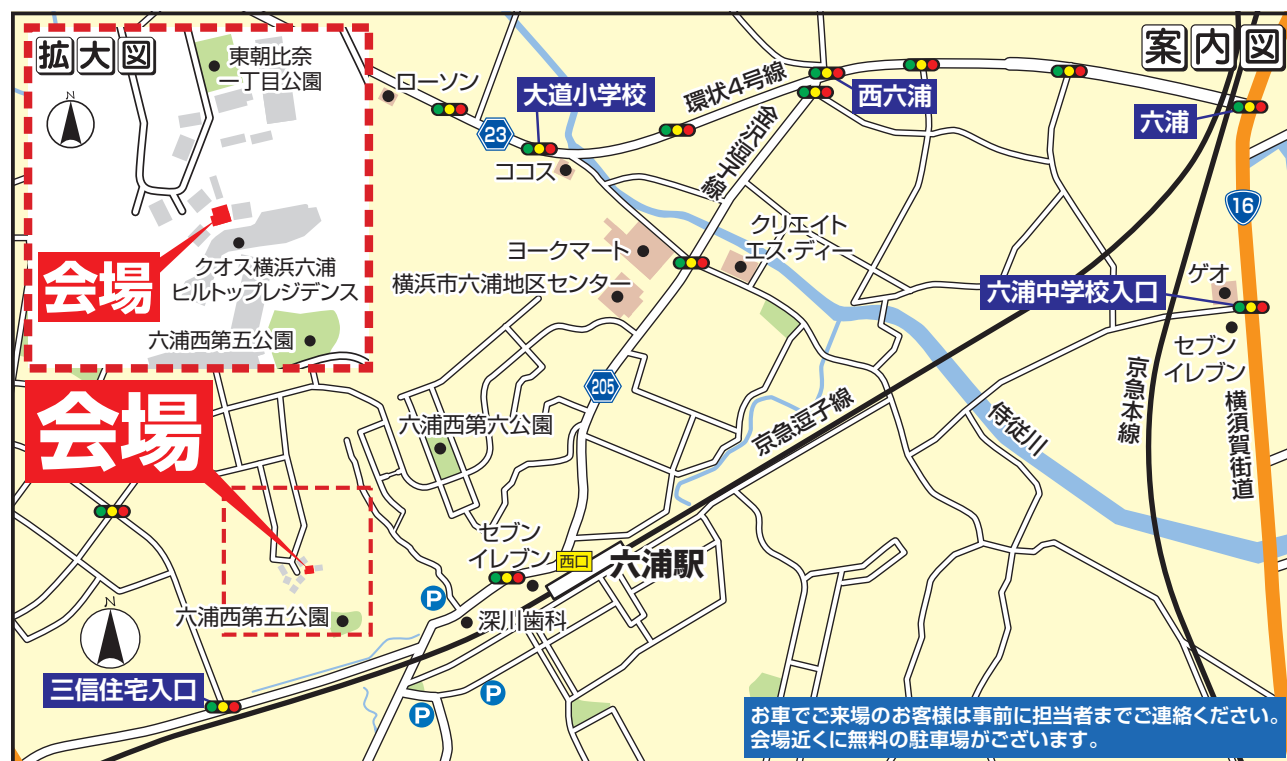 拡大図
東朝比奈
一丁目公園
N
会場
クオス横浜六浦
ヒルトップレジデンス
六浦西第五公園
案内図
ローソン
23
大道小学校
環状4号線
西六浦
六浦
ココス
金沢逗子線
16
ヨークマート
クリエイト
エス・ディー
横浜市六浦地区センター
六浦中学校入口
ゲオ
セブン
イレブン
205
京急逗子線
京急本線
横須賀街道
侍従川
会場
六浦西第六公園
セブン
イレブン
西口
六浦駅
P
深川歯科
六浦西第五公園
N
三信住宅入口
P
P
お車でご来場のお客様は事前に担当者までご連絡ください。
会場近くに無料の駐車場がございます。